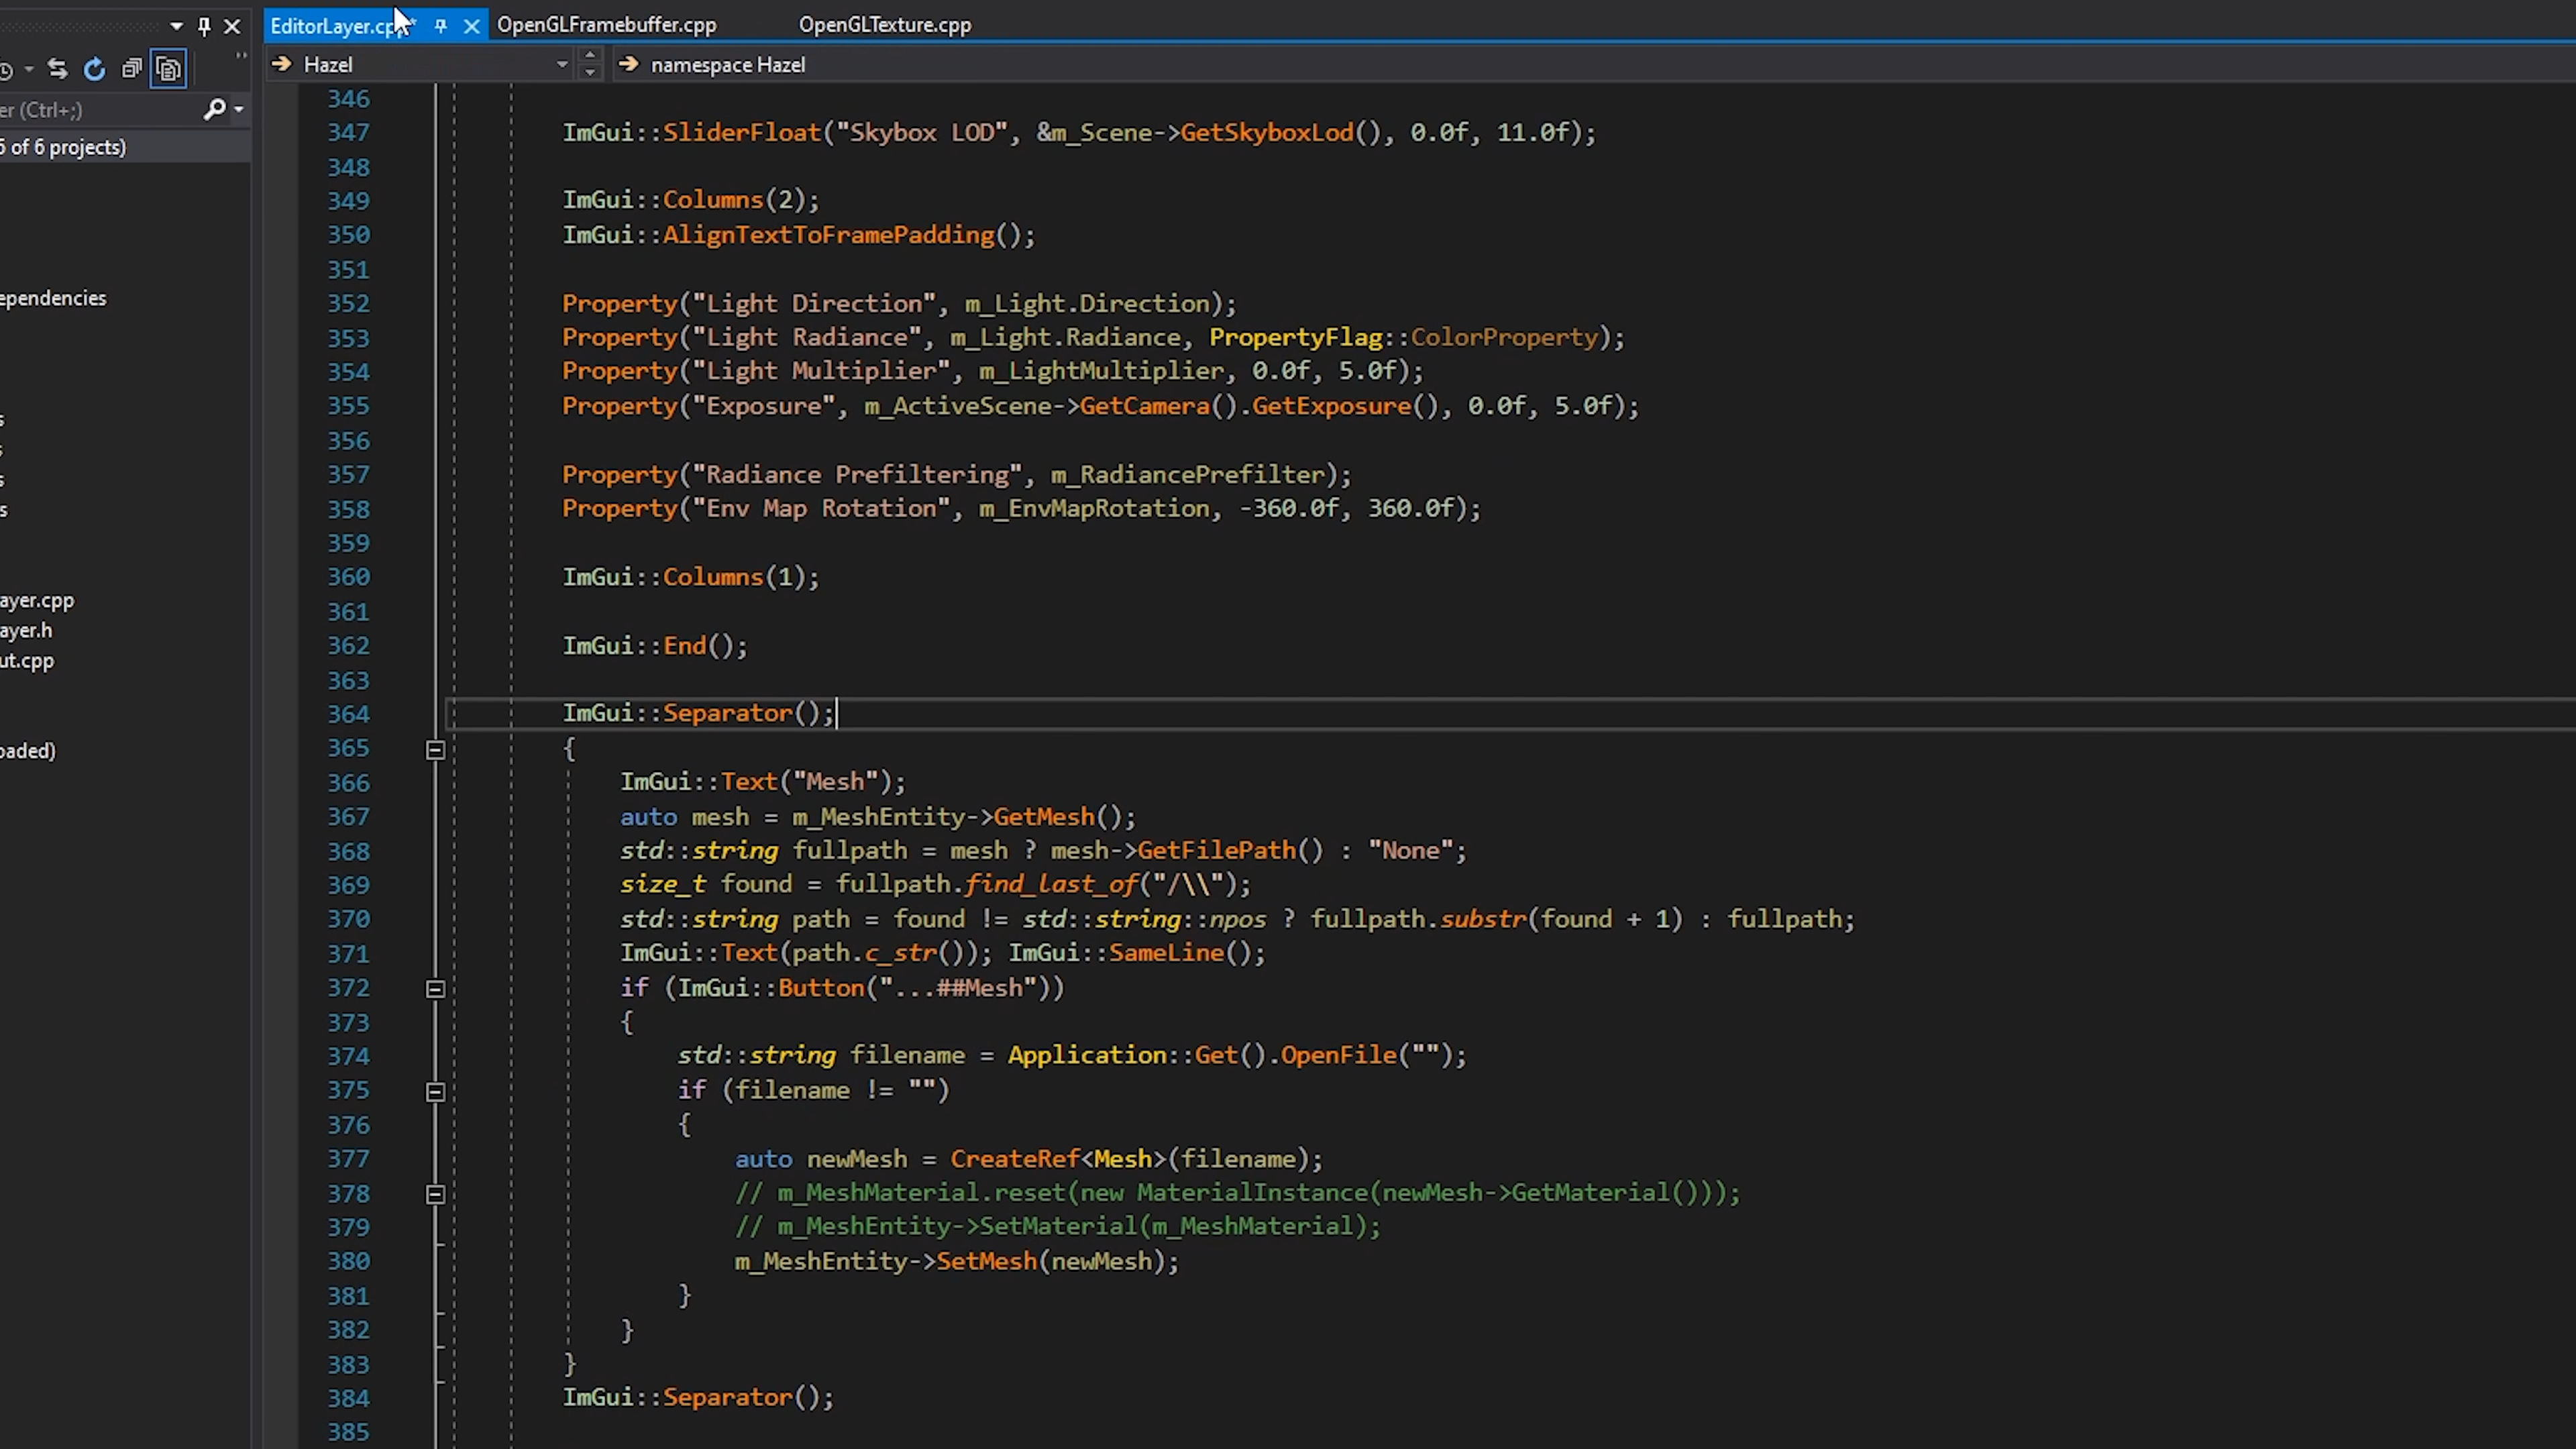 EditorLayer.cpp* OpenGLFramebuffer.cpp OpenGLTexture.cpp
Hazel namespace Hazel
er (Ctrl+;)
of 6 projects)
ependencies
s
s
s
s
ayer.cpp
ayer.h
ut.cpp
oaded)
346
347 ImGui::SliderFloat("Skybox LOD", &m_Scene->GetSkyboxLod(), 0.0f, 11.0f);
348
349 ImGui::Columns(2);
350 ImGui::AlignTextToFramePadding();
351
352 Property("Light Direction", m_Light.Direction);
353 Property("Light Radiance", m_Light.Radiance, PropertyFlag::ColorProperty);
354 Property("Light Multiplier", m_LightMultiplier, 0.0f, 5.0f);
355 Property("Exposure", m_ActiveScene->GetCamera().GetExposure(), 0.0f, 5.0f);
356
357 Property("Radiance Prefiltering", m_RadiancePrefilter);
358 Property("Env Map Rotation", m_EnvMapRotation, -360.0f, 360.0f);
359
360 ImGui::Columns(1);
361
362 ImGui::End();
363
364 ImGui::Separator();
365 {
366 ImGui::Text("Mesh");
367 auto mesh = m_MeshEntity->GetMesh();
368 std::string fullpath = mesh ? mesh->GetFilePath() : "None";
369 size_t found = fullpath.find_last_of("/\\");
370 std::string path = found != std::string::npos ? fullpath.substr(found + 1) : fullpath;
371 ImGui::Text(path.c_str()); ImGui::SameLine();
372 if (ImGui::Button("...##Mesh"))
373 {
374 std::string filename = Application::Get().OpenFile("");
375 if (filename != "")
376 {
377 auto newMesh = CreateRef<Mesh>(filename);
378 // m_MeshMaterial.reset(new MaterialInstance(newMesh->GetMaterial()));
379 // m_MeshEntity->SetMaterial(m_MeshMaterial);
380 m_MeshEntity->SetMesh(newMesh);
381 }
382 }
383 }
384 ImGui::Separator();
385